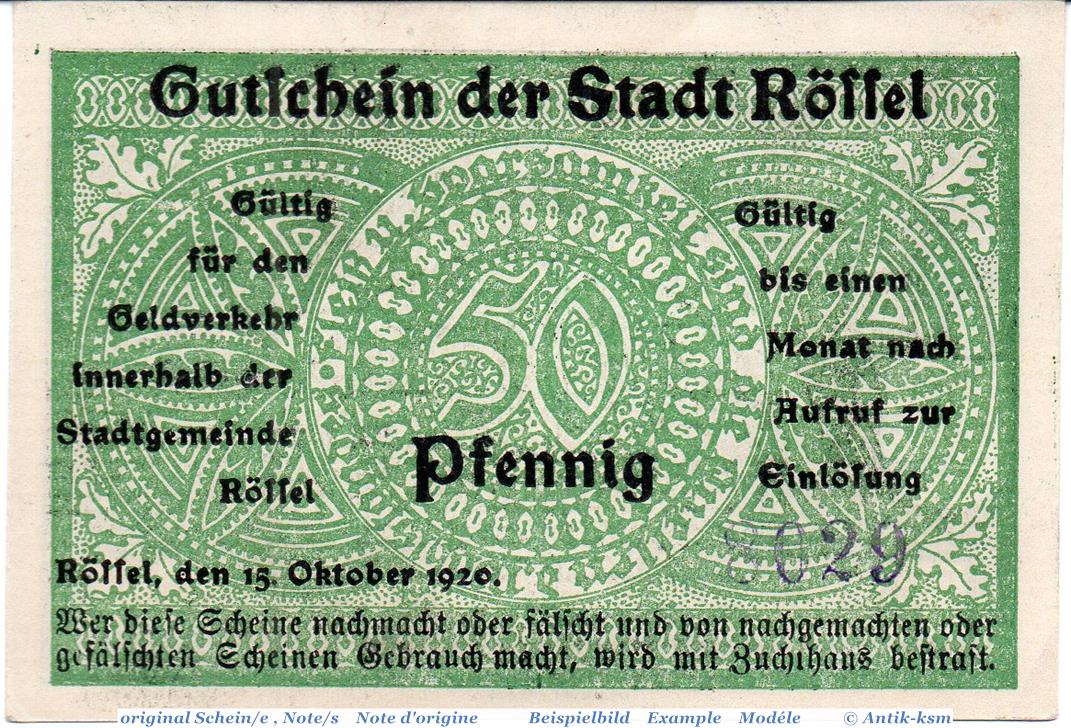 Gutschein der Stadt Rössel
Gültig
für den
Geldverkehr
innerhalb der
Stadtgemeinde
Rössel
50
Pfennig
Gültig
bis einen
Monat nach
Aufruf zur
Einlösung
8029
Rössel, den 15. Oktober 1920.
Wer diese Scheine nachmacht oder fälscht und von nachgemachten oder
gefälschten Scheinen Gebrauch macht, wird mit Zuchthaus bestraft.
original Schein/e , Note/s Note d'origine Beispielbild Example Modéle © Antik-ksm